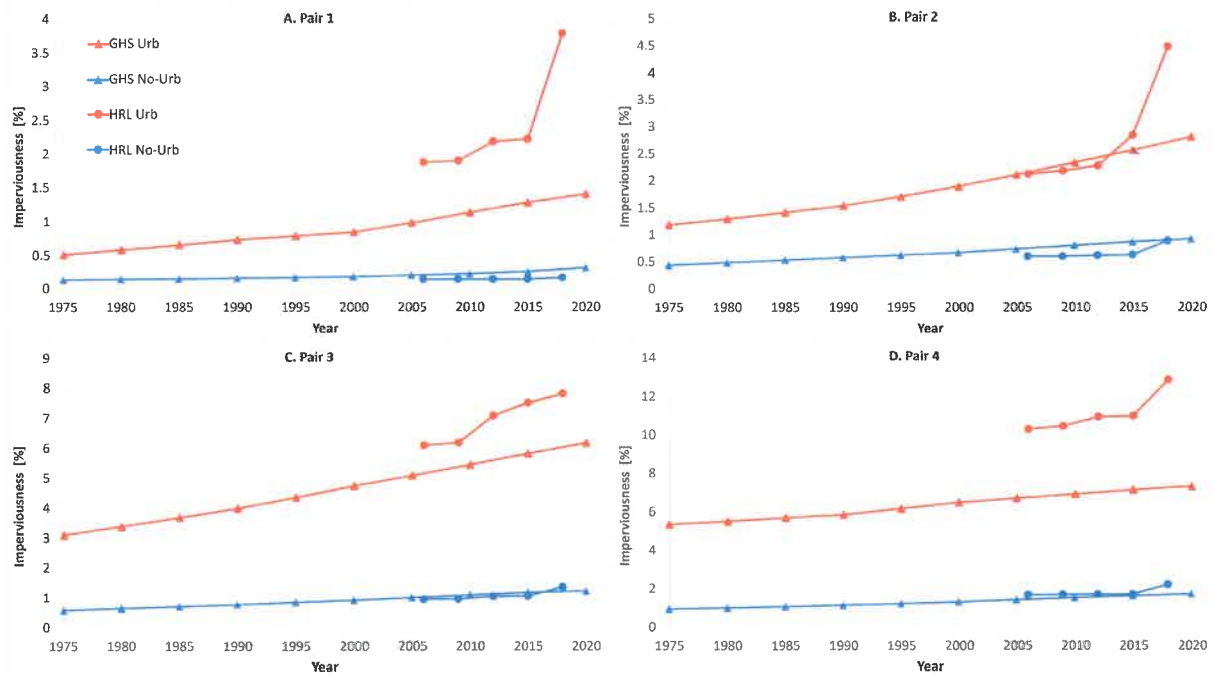 A. Pair 1
4
3.5
3
2.5
2
1.5
1
0.5
0
Imperviousness [%]
GHS Urb
GHS No-Urb
HRL Urb
HRL No-Urb
1975 1980 1985 1990 1995 2000 2005 2010 2015 2020
Year
B. Pair 2
5
4.5
4
3.5
3
2.5
2
1.5
1
0.5
0
Imperviousness [%]
1975 1980 1985 1990 1995 2000 2005 2010 2015 2020
Year
C. Pair 3
9
8
7
6
5
4
3
2
1
0
Imperviousness [%]
1975 1980 1985 1990 1995 2000 2005 2010 2015 2020
Year
D. Pair 4
14
12
10
8
6
4
2
0
Imperviousness [%]
1975 1980 1985 1990 1995 2000 2005 2010 2015 2020
Year